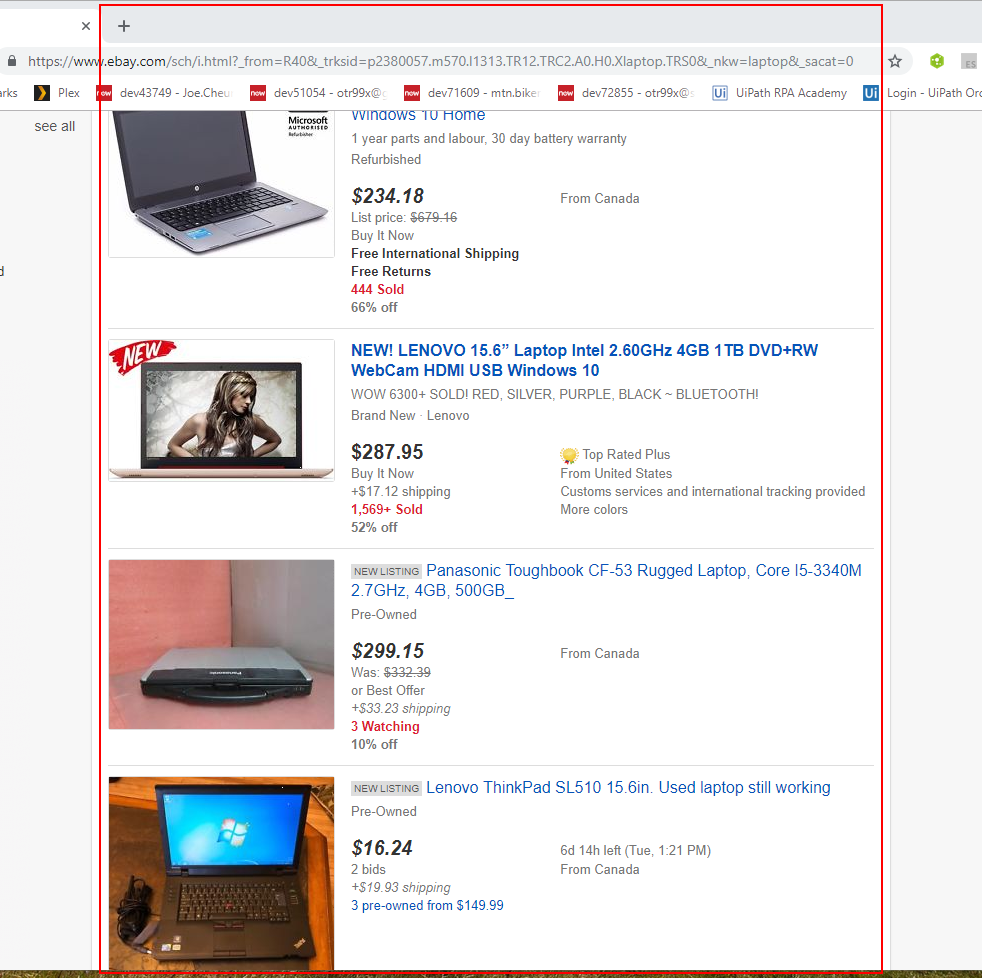 × +
https://www.ebay.com/sch/i.html?_from=R40&_trksid=p2380057.m570.l1313.TR12.TRC2.A0.H0.Xlaptop.TRS0&_nkw=laptop&_sacat=0
ES
arks Plex now dev43749 - Joe.Cheu now dev51054 - otr99x@g now dev71609 - mtn.biker now dev72855 - otr99x@s Ui UiPath RPA Academy Ui Login - UiPath Orc
see all
Windows 10 Home
Microsoft
AUTHORISED
Refurbisher
1 year parts and labour, 30 day battery warranty
Refurbished
$234.18
From Canada
List price: $679.16
Buy It Now
Free International Shipping
Free Returns
444 Sold
66% off
d
NEW
NEW! LENOVO 15.6” Laptop Intel 2.60GHz 4GB 1TB DVD+RW
WebCam HDMI USB Windows 10
WOW 6300+ SOLD! RED, SILVER, PURPLE, BLACK ~ BLUETOOTH!
Brand New · Lenovo
$287.95
Top Rated Plus
Buy It Now
From United States
+$17.12 shipping
Customs services and international tracking provided
1,569+ Sold
More colors
52% off
NEW LISTING Panasonic Toughbook CF-53 Rugged Laptop, Core I5-3340M
2.7GHz, 4GB, 500GB_
Pre-Owned
Panasonic
$299.15
From Canada
Was: $332.39
or Best Offer
+$33.23 shipping
3 Watching
10% off
NEW LISTING Lenovo ThinkPad SL510 15.6in. Used laptop still working
Pre-Owned
$16.24
6d 14h left (Tue, 1:21 PM)
2 bids
From Canada
+$19.93 shipping
3 pre-owned from $149.99